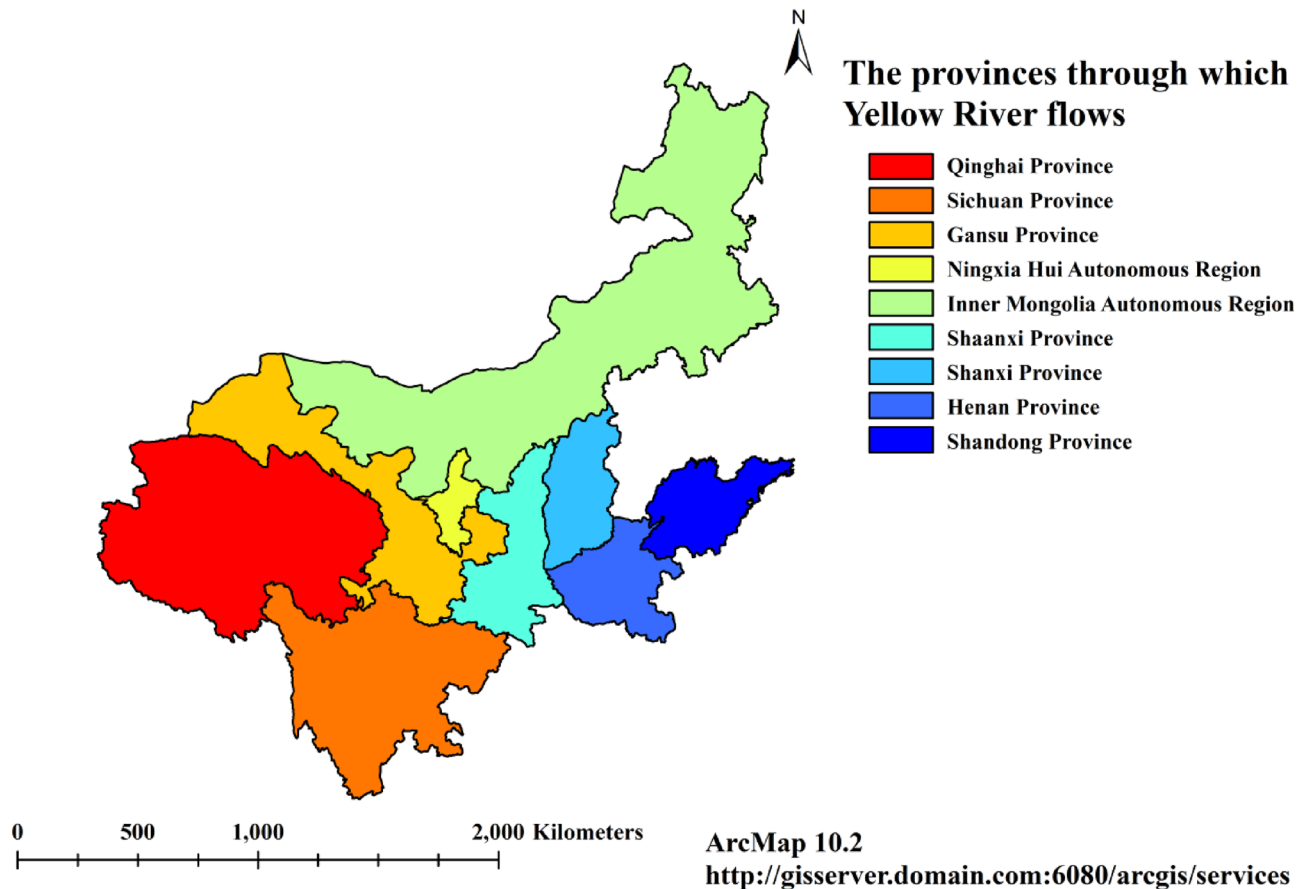 N
The provinces through which
Yellow River flows
Qinghai Province
Sichuan Province
Gansu Province
Ningxia Hui Autonomous Region
Inner Mongolia Autonomous Region
Shaanxi Province
Shanxi Province
Henan Province
Shandong Province
0 500 1,000 2,000 Kilometers
ArcMap 10.2
http://gisserver.domain.com:6080/arcgis/services